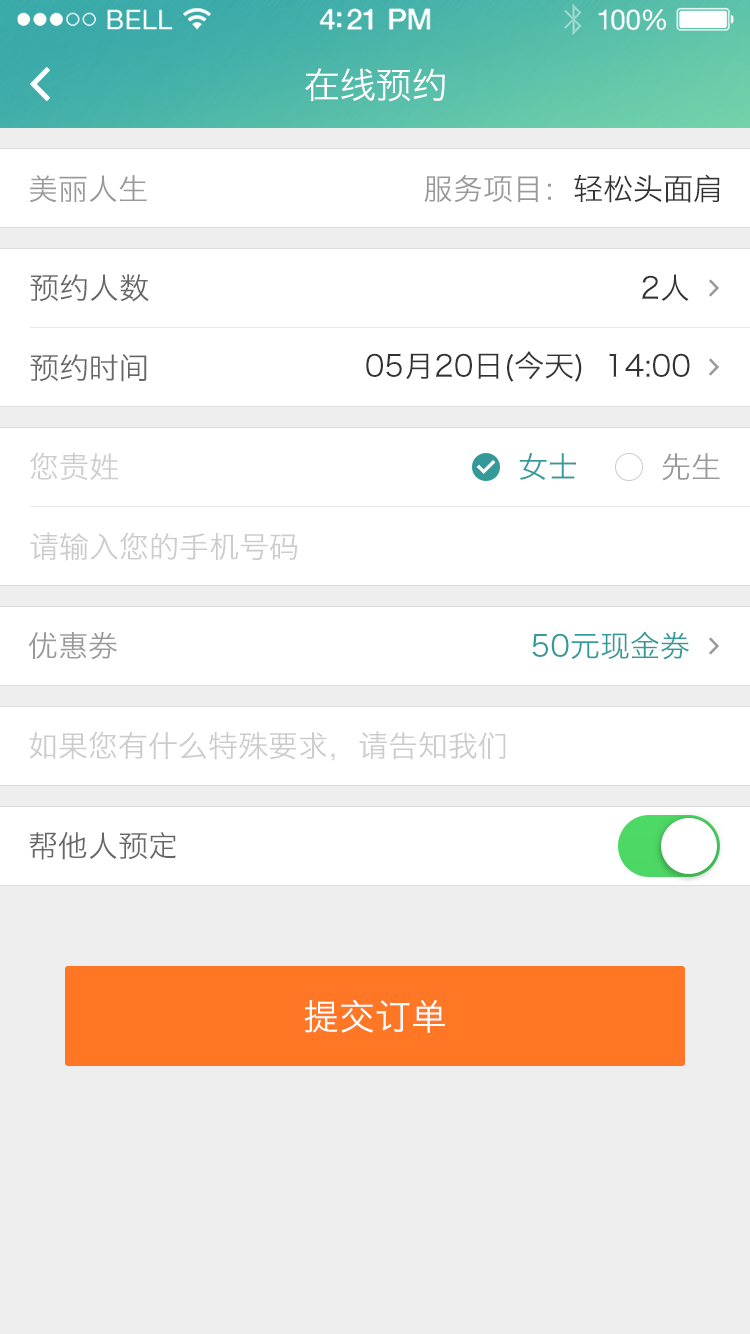 BELL 4:21 PM 100%
在线预约
美丽人生 服务项目：轻松头面肩
预约人数 2人
预约时间 05月20日(今天) 14:00
您贵姓 女士 先生
请输入您的手机号码
优惠券 50元现金券
如果您有什么特殊要求，请告知我们
帮他人预定
提交订单